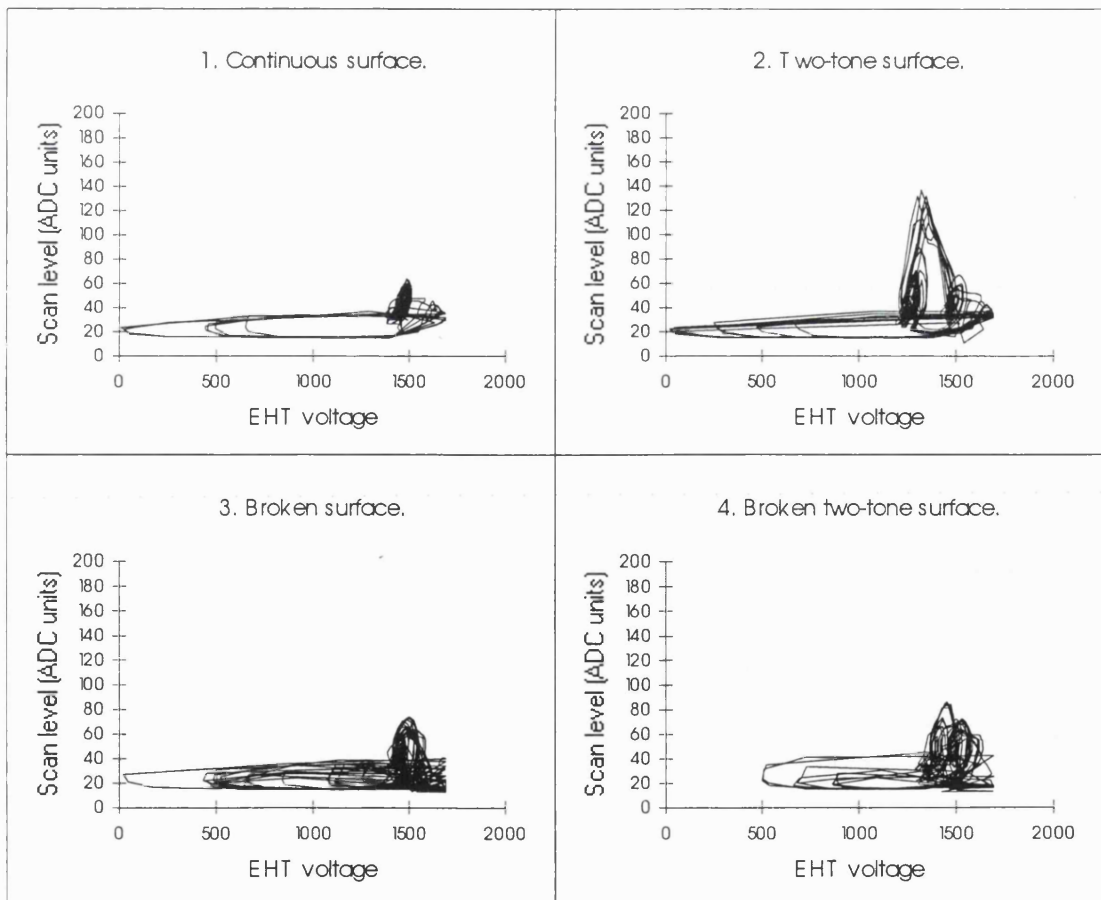 1. Continuous surface.
Scan level (ADC units)
200
180
160
140
120
100
80
60
40
20
0
0 500 1000 1500 2000
EHT voltage
2. Two-tone surface.
Scan level (ADC units)
200
180
160
140
120
100
80
60
40
20
0
0 500 1000 1500 2000
EHT voltage
3. Broken surface.
Scan level (ADC units)
200
180
160
140
120
100
80
60
40
20
0
0 500 1000 1500 2000
EHT voltage
4. Broken two-tone surface.
Scan level (ADC units)
200
180
160
140
120
100
80
60
40
20
0
0 500 1000 1500 2000
EHT voltage